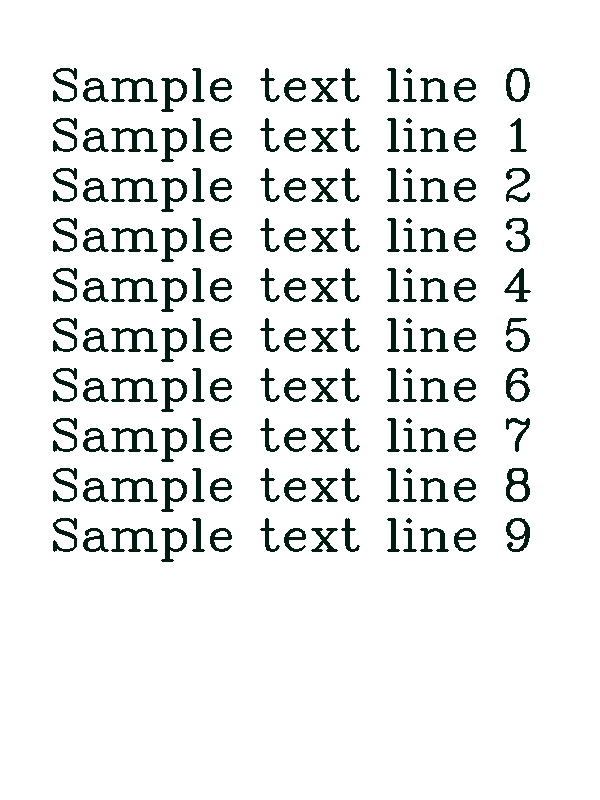 Sample text line 0
Sample text line 1
Sample text line 2
Sample text line 3
Sample text line 4
Sample text line 5
Sample text line 6
Sample text line 7
Sample text line 8
Sample text line 9